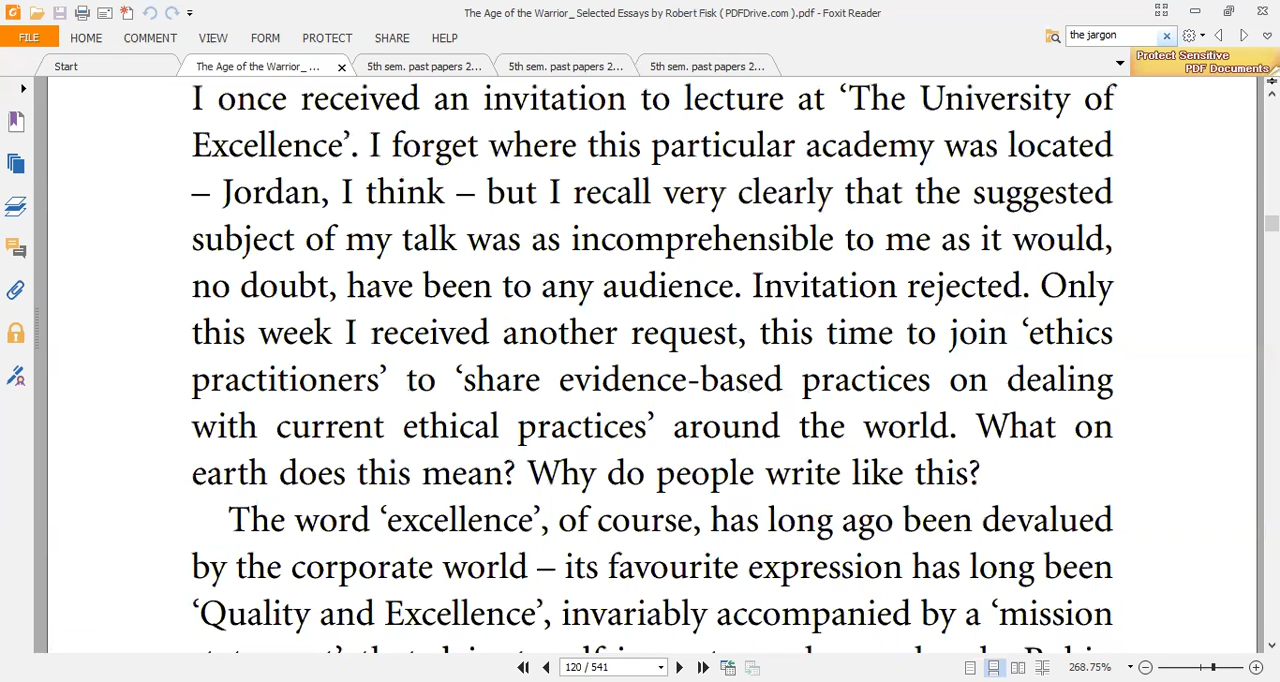 The Age of the Warrior_ Selected Essays by Robert Fisk ( PDFDrive.com ).pdf - Foxit Reader
FILE HOME COMMENT VIEW FORM PROTECT SHARE HELP the jargon
Start The Age of the Warrior_ ... 5th sem. past papers 2... 5th sem. past papers 2... 5th sem. past papers 2... Protect Sensitive
PDF Documents
I once received an invitation to lecture at ‘The University of
Excellence’. I forget where this particular academy was located
– Jordan, I think – but I recall very clearly that the suggested
subject of my talk was as incomprehensible to me as it would,
no doubt, have been to any audience. Invitation rejected. Only
this week I received another request, this time to join ‘ethics
practitioners’ to ‘share evidence-based practices on dealing
with current ethical practices’ around the world. What on
earth does this mean? Why do people write like this?
The word ‘excellence’, of course, has long ago been devalued
by the corporate world – its favourite expression has long been
‘Quality and Excellence’, invariably accompanied by a ‘mission
120 / 541 268.75%